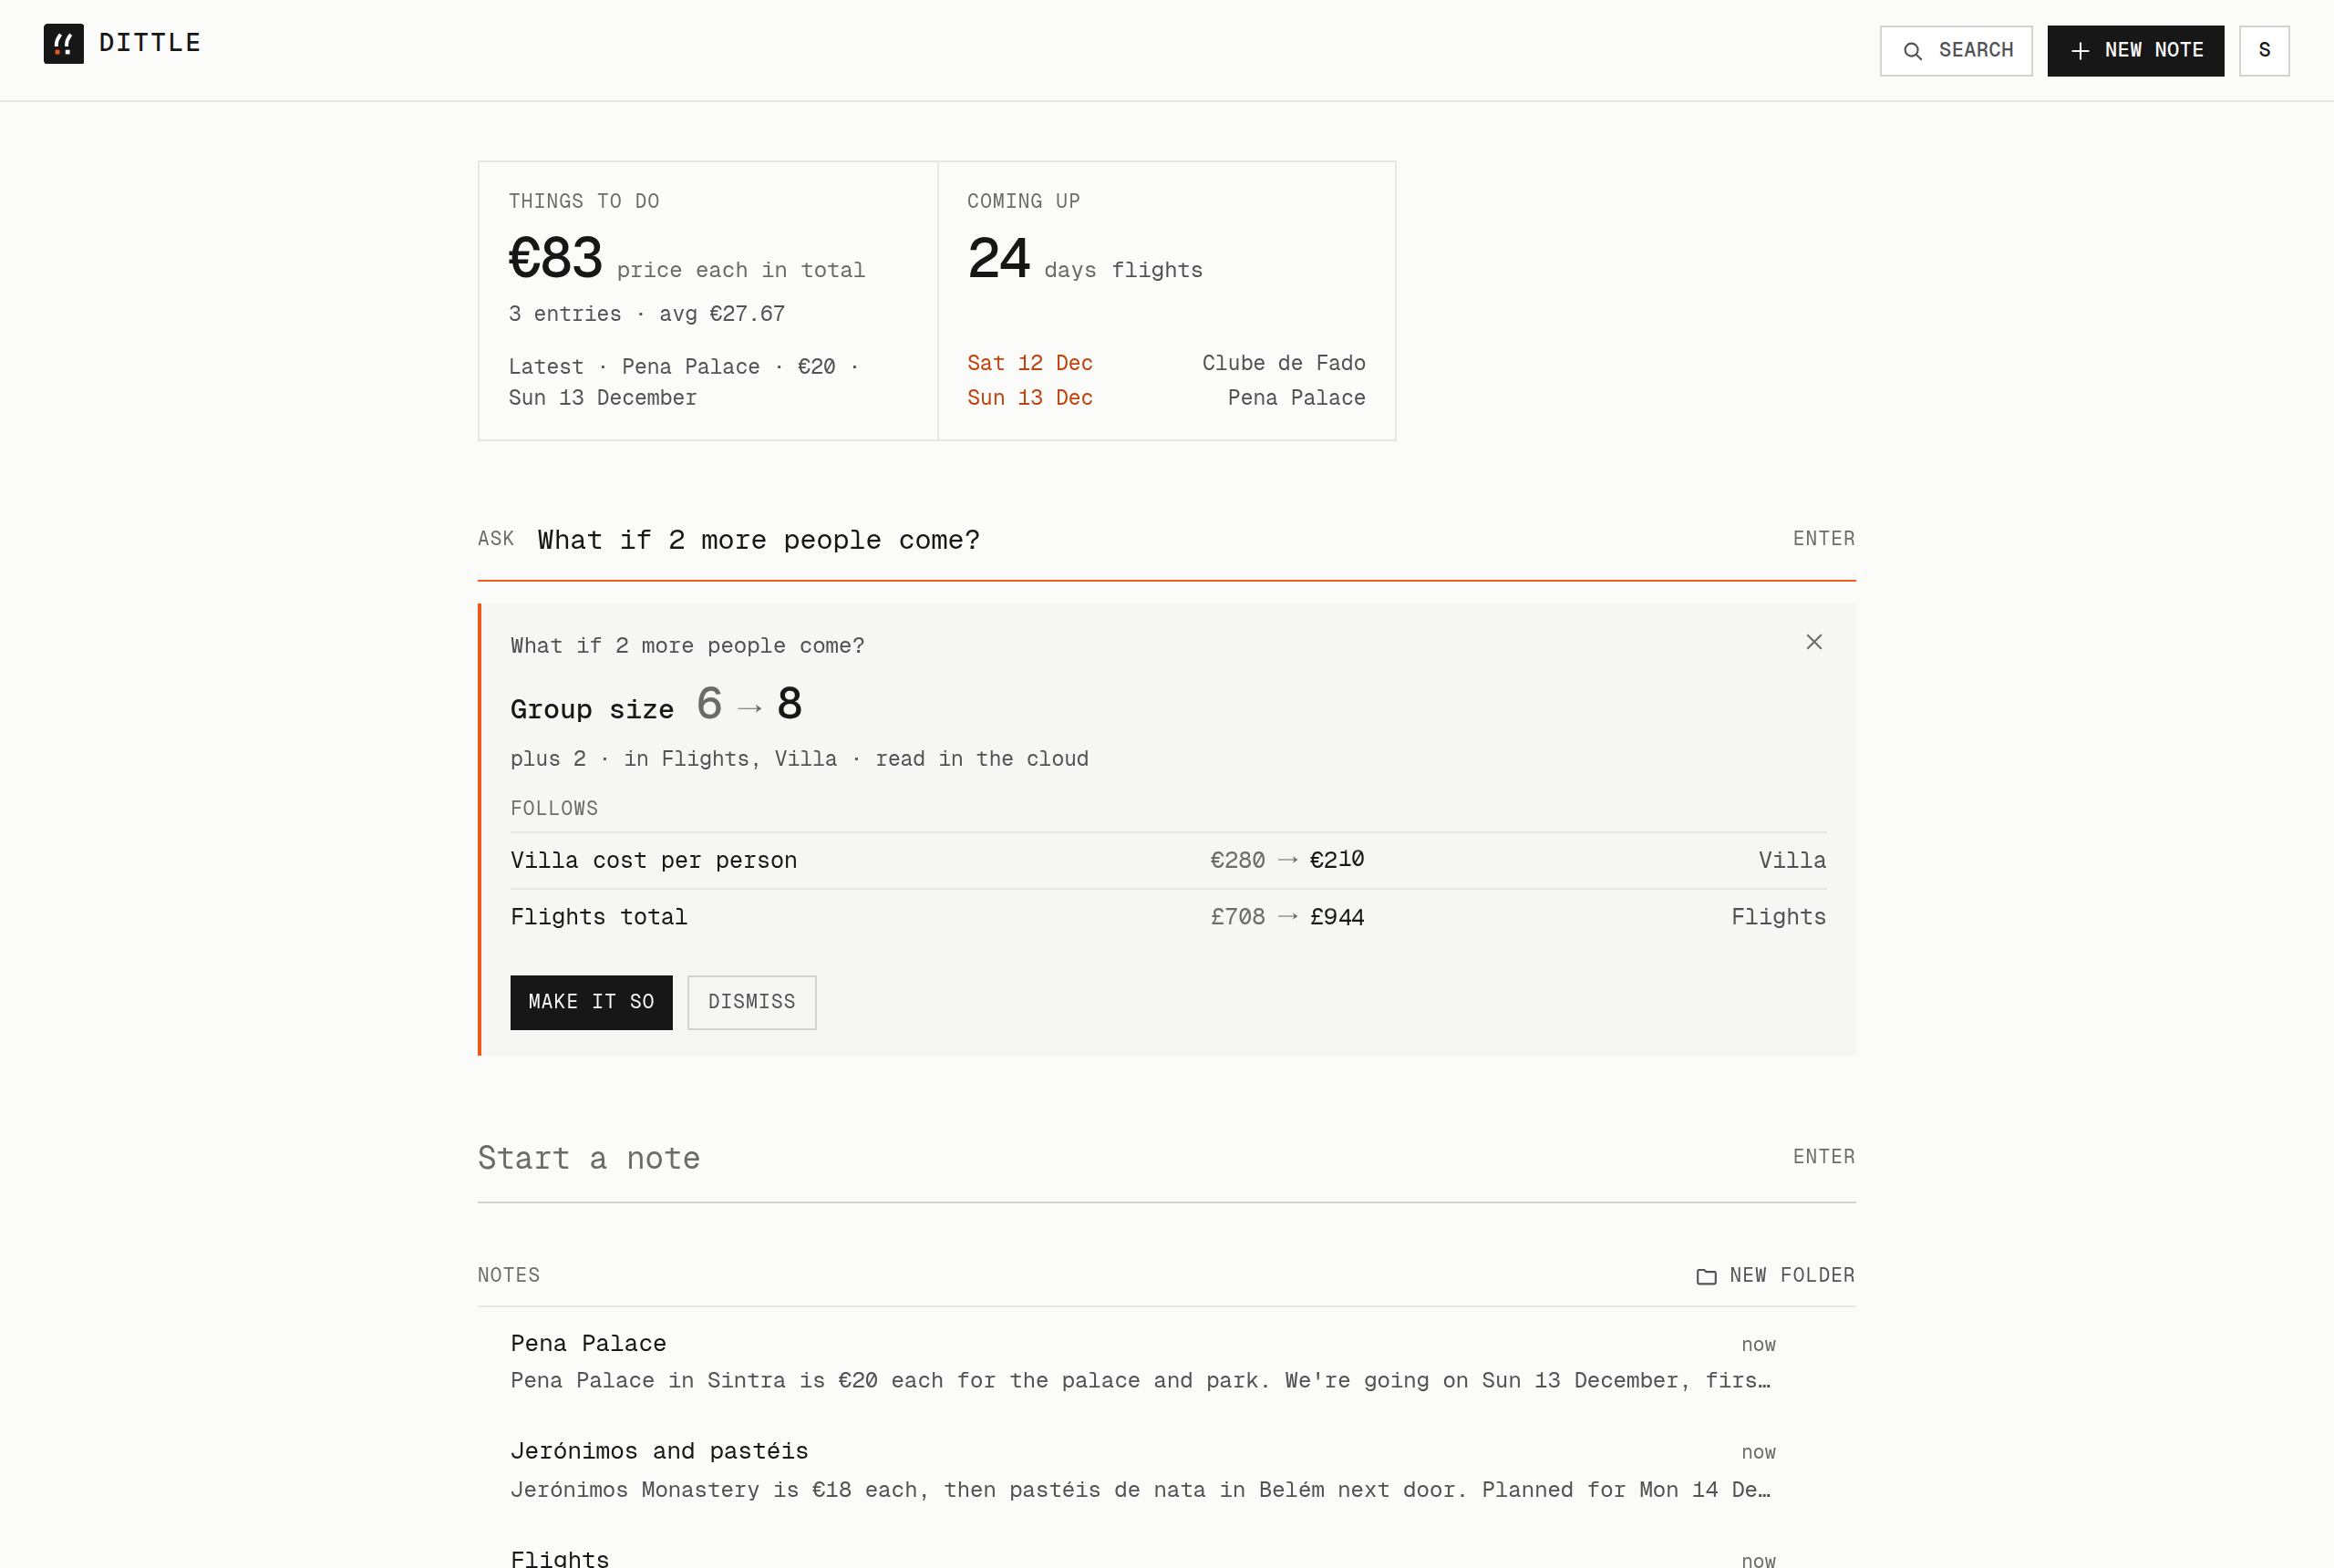 DITTLE
SEARCH
NEW NOTE
S
THINGS TO DO
€83 price each in total
3 entries · avg €27.67
Latest · Pena Palace · €20 ·
Sun 13 December
COMING UP
24 days flights
Sat 12 Dec Clube de Fado
Sun 13 Dec Pena Palace
ASK What if 2 more people come? ENTER
What if 2 more people come?
Group size 6 → 8
plus 2 · in Flights, Villa · read in the cloud
FOLLOWS
Villa cost per person €280 → €210 Villa
Flights total £708 → £944 Flights
MAKE IT SO
DISMISS
Start a note ENTER
NOTES NEW FOLDER
Pena Palace now
Pena Palace in Sintra is €20 each for the palace and park. We're going on Sun 13 December, firs…
Jerónimos and pastéis now
Jerónimos Monastery is €18 each, then pastéis de nata in Belém next door. Planned for Mon 14 De…
Flights now